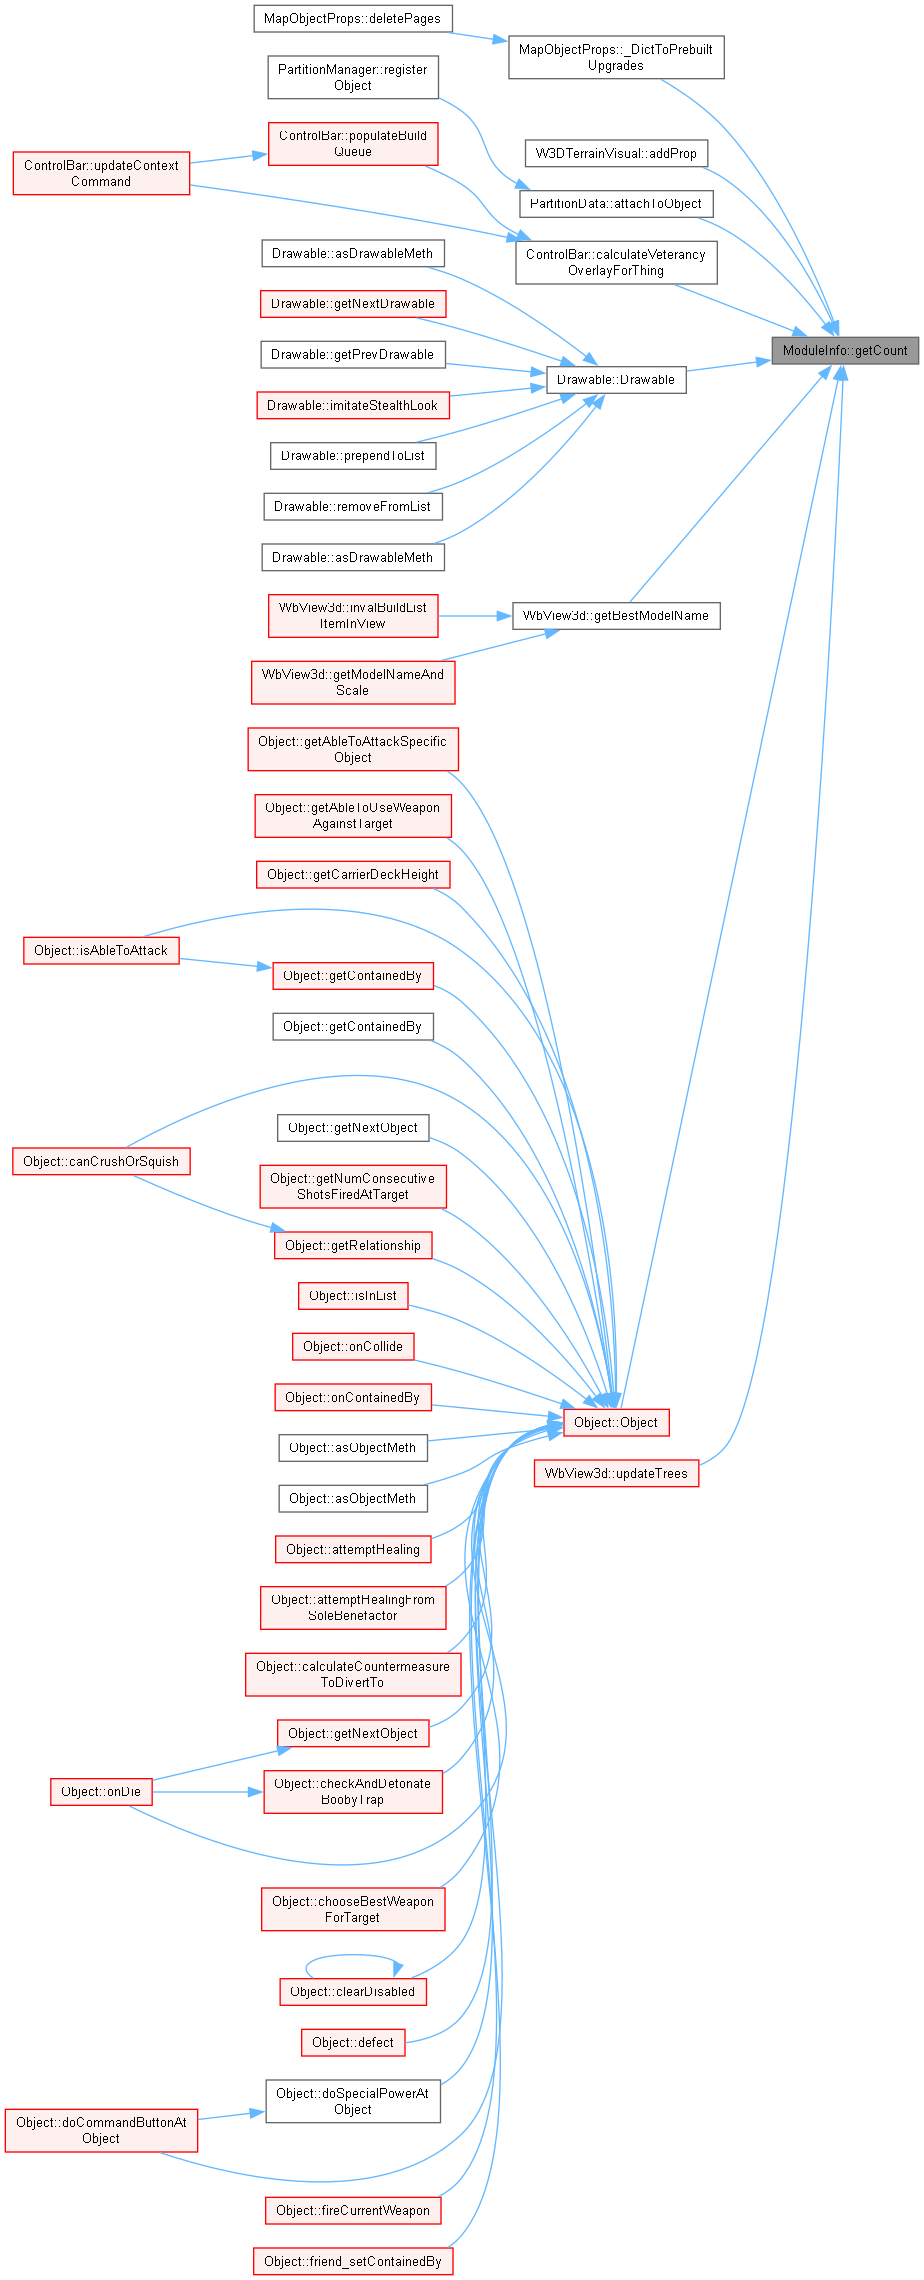 MapObjectProps::deletePages
MapObjectProps::_DictToPrebuilt
Upgrades
PartitionManager::register
Object
ControlBar::populateBuild
Queue
W3DTerrainVisual::addProp
ControlBar::updateContext
Command
PartitionData::attachToObject
ControlBar::calculateVeterancy
OverlayForThing
Drawable::asDrawableMeth
Drawable::getNextDrawable
ModuleInfo::getCount
Drawable::getPrevDrawable
Drawable::Drawable
Drawable::imitateStealthLook
Drawable::prependToList
Drawable::removeFromList
Drawable::asDrawableMeth
WbView3d::invalBuildList
ItemInView
WbView3d::getBestModelName
WbView3d::getModelNameAnd
Scale
Object::getAbleToAttackSpecific
Object
Object::getAbleToUseWeapon
AgainstTarget
Object::getCarrierDeckHeight
Object::isAbleToAttack
Object::getContainedBy
Object::getContainedBy
Object::getNextObject
Object::canCrushOrSquish
Object::getNumConsecutive
ShotsFiredAtTarget
Object::getRelationship
Object::isInList
Object::onCollide
Object::onContainedBy
Object::Object
Object::asObjectMeth
WbView3d::updateTrees
Object::asObjectMeth
Object::attemptHealing
Object::attemptHealingFrom
SoleBenefactor
Object::calculateCountermeasure
ToDivertTo
Object::getNextObject
Object::onDie
Object::checkAndDetonate
BoobyTrap
Object::chooseBestWeapon
ForTarget
Object::clearDisabled
Object::defect
Object::doSpecialPowerAt
Object
Object::doCommandButtonAt
Object
Object::fireCurrentWeapon
Object::friend_setContainedBy